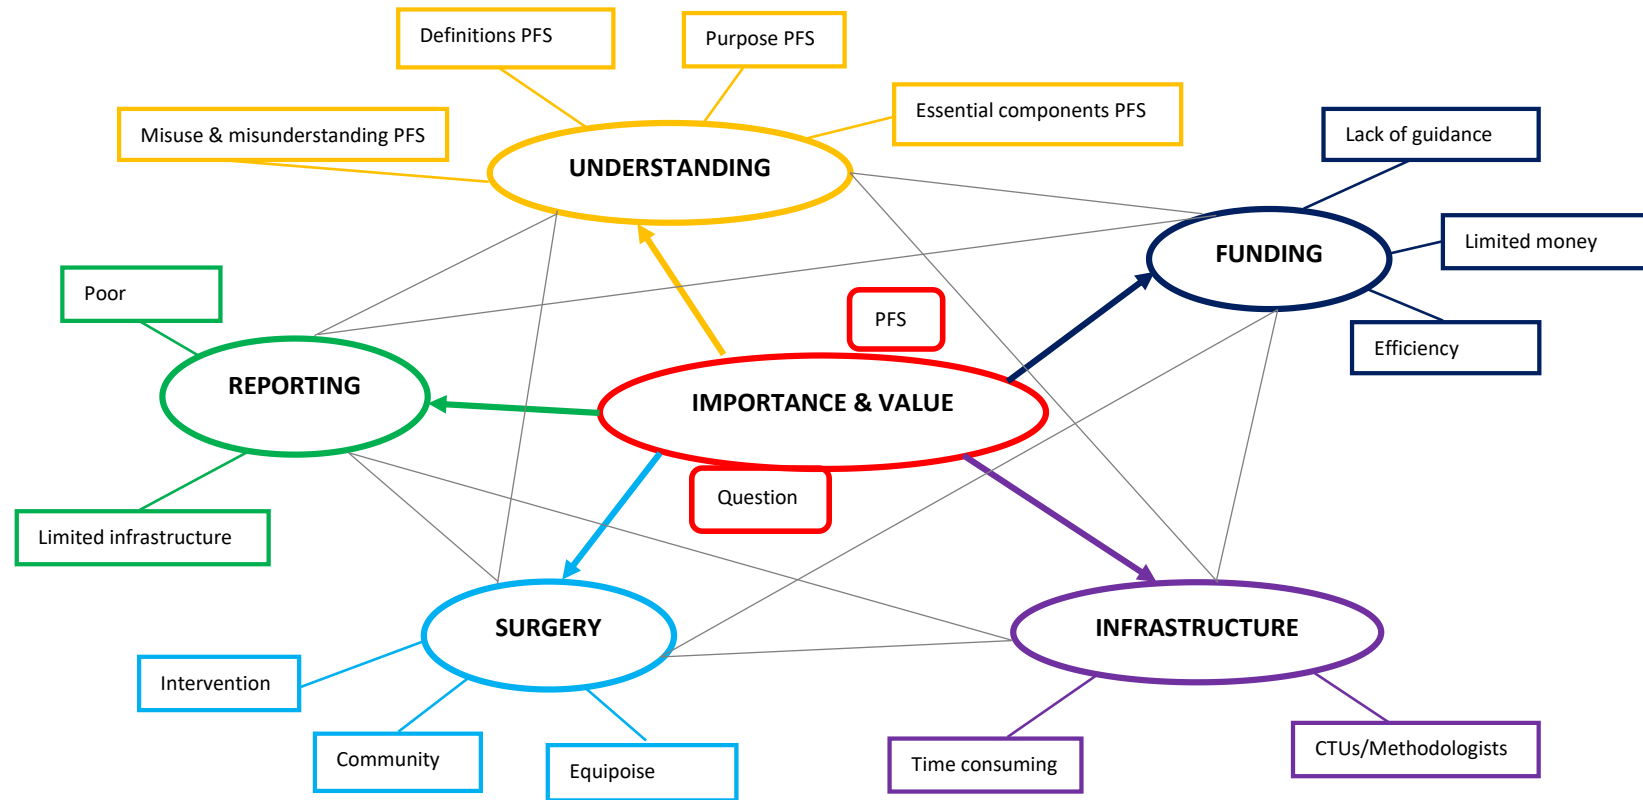 Definitions PFS
Purpose PFS
Essential components PFS
Misuse & misunderstanding PFS
Lack of guidance
UNDERSTANDING
Limited money
FUNDING
Poor
PFS
Efficiency
REPORTING
IMPORTANCE & VALUE
Question
Limited infrastructure
SURGERY
INFRASTRUCTURE
Intervention
Community
Equipoise
Time consuming
CTUs/Methodologists